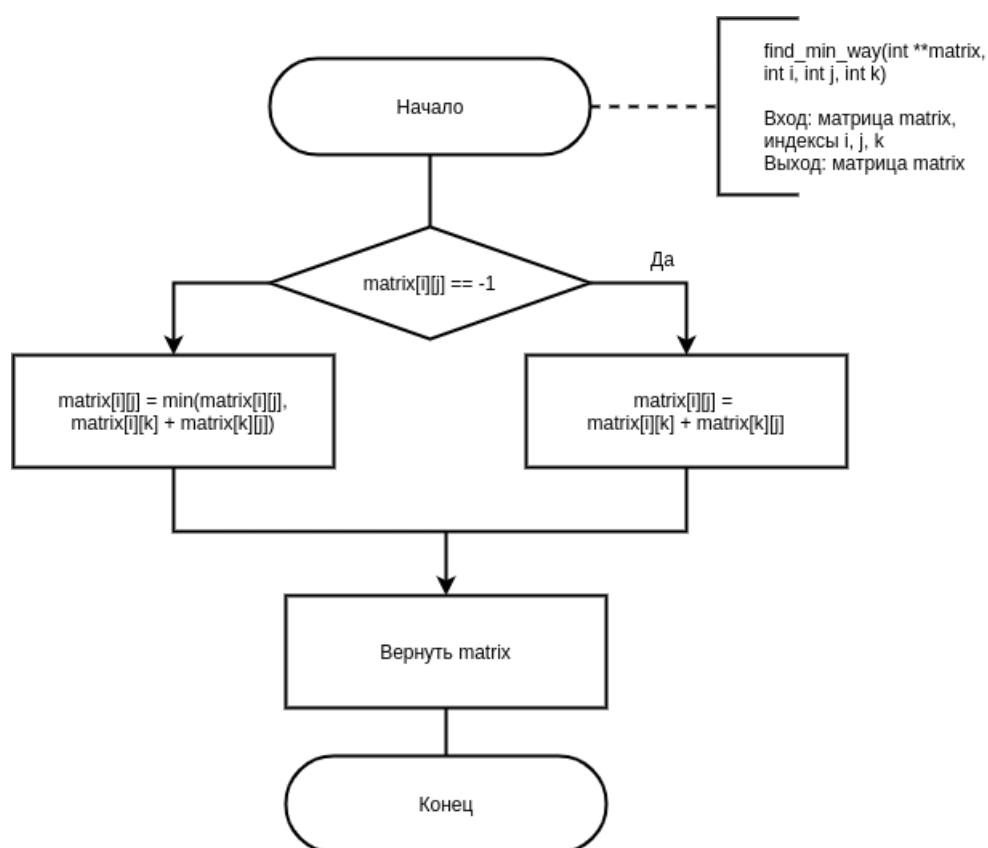 find_min_way(int **matrix,
int i, int j, int k)
Вход: матрица matrix,
индексы i, j, k
Выход: матрица matrix
Начало
Да
matrix[i][j] == -1
matrix[i][j] = min(matrix[i][j],
matrix[i][k] + matrix[k][j])
matrix[i][j] =
matrix[i][k] + matrix[k][j]
Вернуть matrix
Конец